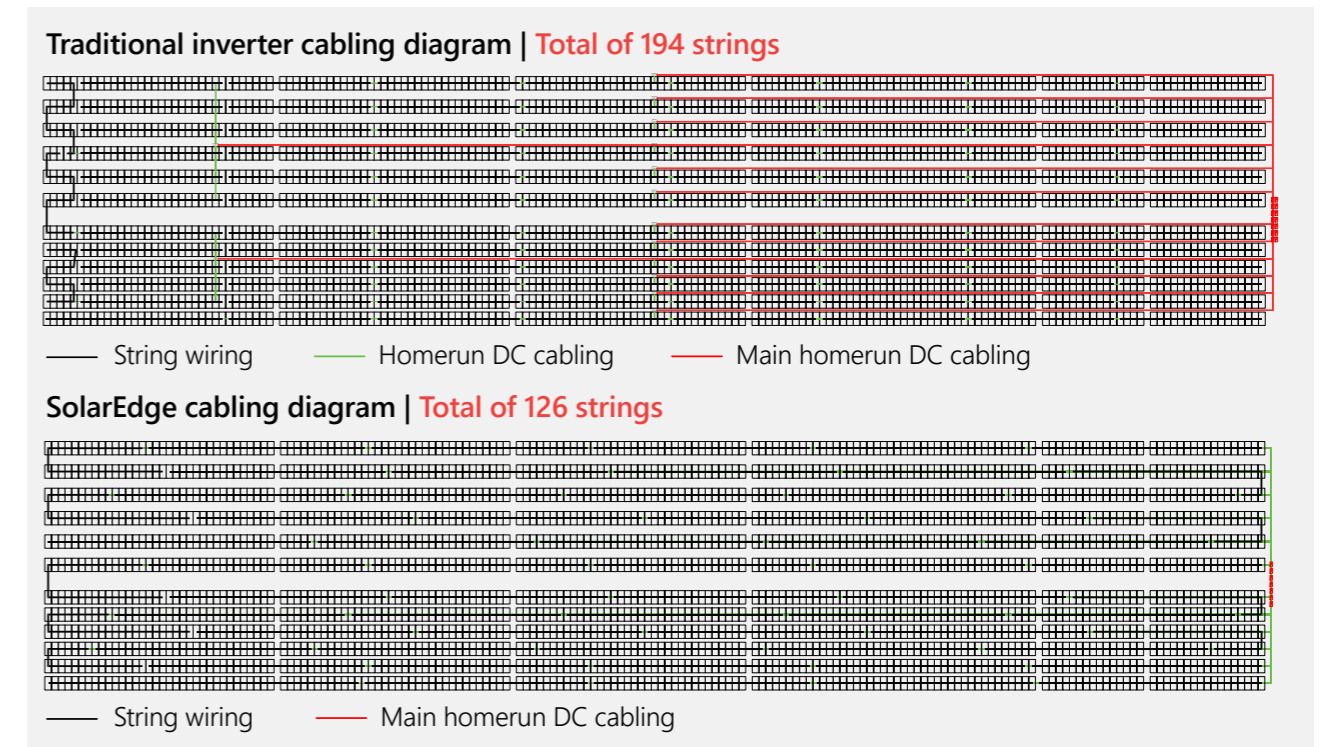 Traditional inverter cabling diagram | Total of 194 strings
String wiring Homerun DC cabling Main homerun DC cabling
SolarEdge cabling diagram | Total of 126 strings
String wiring Main homerun DC cabling